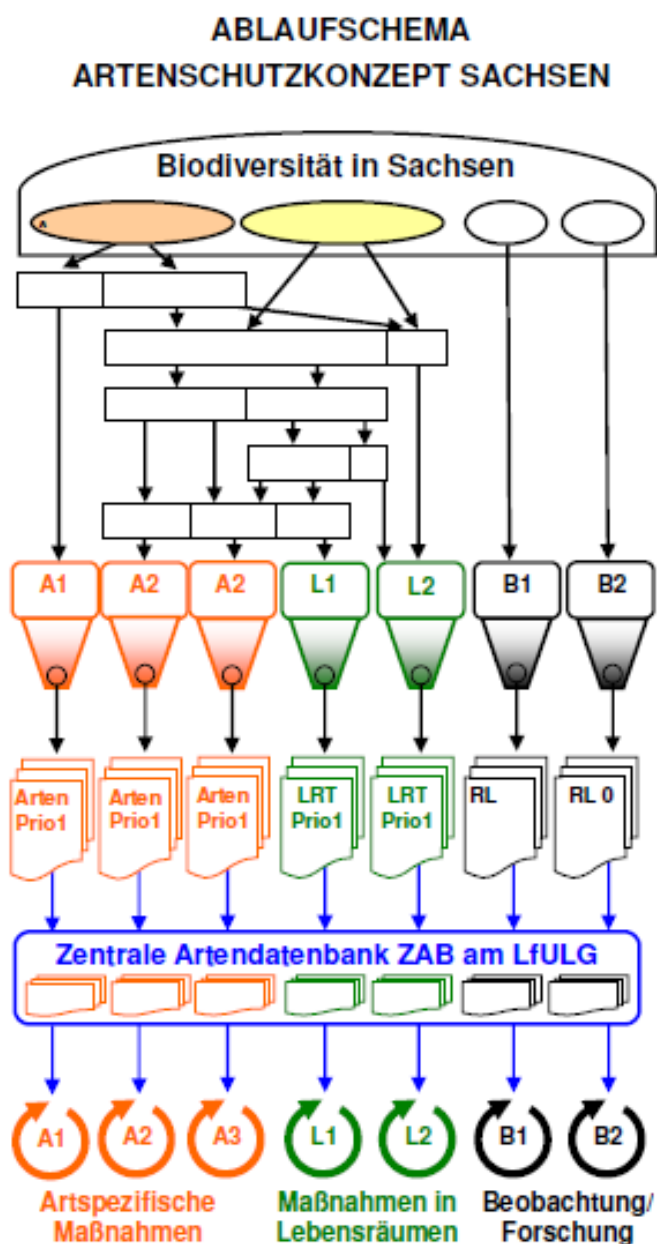 ABLAUFSCHEMA
ARTENSCHUTZKONZEPT SACHSEN
Biodiversität in Sachsen
A
A1 A2 A2 L1 L2 B1 B2
Arten Arten Arten LRT LRT RL RL 0
Prio1 Prio1 Prio1 Prio1 Prio1
Zentrale Artendatenbank ZAB am LfULG
A1 A2 A3 L1 L2 B1 B2
Artspezifische Maßnahmen in Beobachtung/
Maßnahmen Lebensräumen Forschung